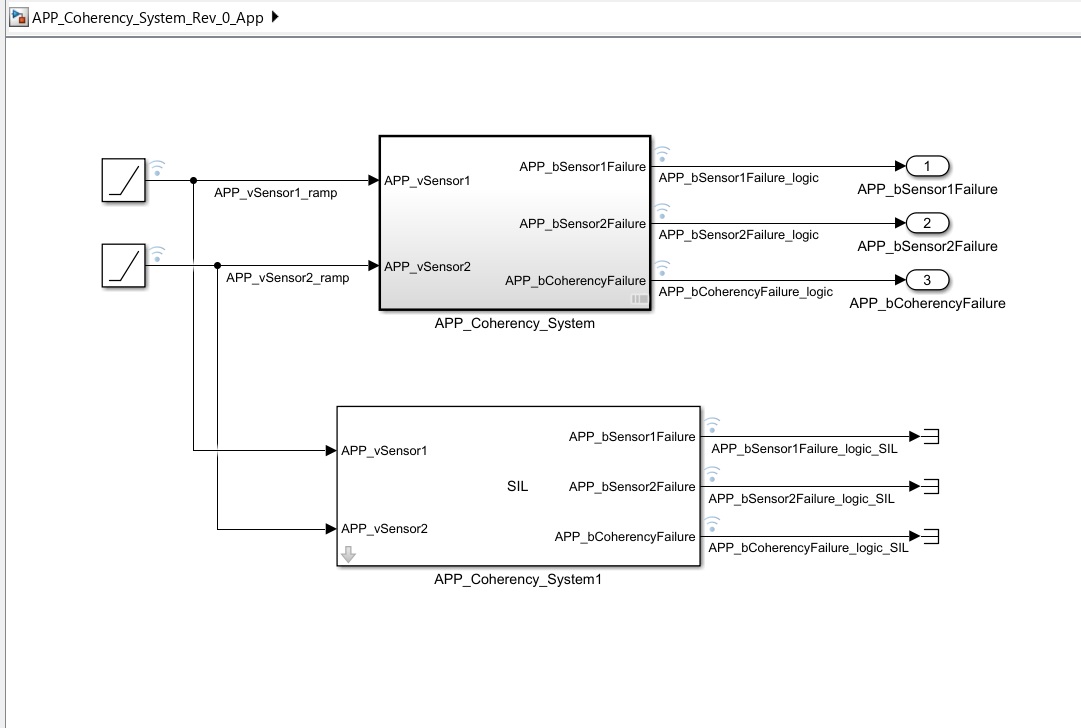 APP_Coherency_System_Rev_0_App
APP_vSensor1_ramp
APP_vSensor2_ramp
APP_vSensor1
APP_vSensor2
APP_bSensor1Failure
APP_bSensor2Failure
APP_bCoherencyFailure
APP_Coherency_System
APP_bSensor1Failure_logic
APP_bSensor2Failure_logic
APP_bCoherencyFailure_logic
1
APP_bSensor1Failure
2
APP_bSensor2Failure
3
APP_bCoherencyFailure
APP_vSensor1
APP_vSensor2
SIL
APP_bSensor1Failure
APP_bSensor2Failure
APP_bCoherencyFailure
APP_Coherency_System1
APP_bSensor1Failure_logic_SIL
APP_bSensor2Failure_logic_SIL
APP_bCoherencyFailure_logic_SIL